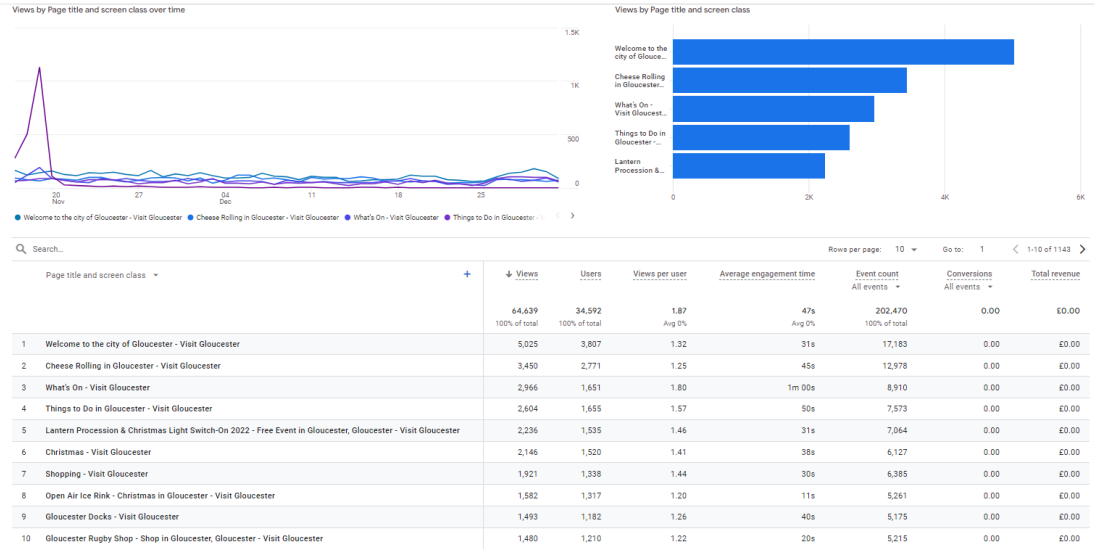 Views by Page title and screen class over time
1.5K
1K
500
0
20
Nov
27
04
Dec
11
18
25
Welcome to the city of Gloucester - Visit Gloucester
Cheese Rolling in Gloucester - Visit Gloucester
What's On - Visit Gloucester
Things to Do in Gloucester -
Views by Page title and screen class
Welcome to the
city of Glouce...
Cheese Rolling
in Gloucester...
What's On -
Visit Gloucest...
Things to Do in
Gloucester -...
Lantern
Procession &...
0
2K
4K
6K
Search...
Rows per page: 10
Go to: 1
1-10 of 1143
Page title and screen class + Views Users Views per user Average engagement time Event count Conversions Total revenue
All events All events
64,639 34,592 1.87 47s 202,470 0.00 £0.00
100% of total 100% of total Avg 0% Avg 0% 100% of total
1 Welcome to the city of Gloucester - Visit Gloucester 5,025 3,807 1.32 31s 17,183 0.00 £0.00
2 Cheese Rolling in Gloucester - Visit Gloucester 3,450 2,771 1.25 45s 12,978 0.00 £0.00
3 What's On - Visit Gloucester 2,966 1,651 1.80 1m 00s 8,910 0.00 £0.00
4 Things to Do in Gloucester - Visit Gloucester 2,604 1,655 1.57 50s 7,573 0.00 £0.00
5 Lantern Procession & Christmas Light Switch-On 2022 - Free Event in Gloucester, Gloucester - Visit Gloucester 2,236 1,535 1.46 31s 7,064 0.00 £0.00
6 Christmas - Visit Gloucester 2,146 1,520 1.41 38s 6,127 0.00 £0.00
7 Shopping - Visit Gloucester 1,921 1,338 1.44 30s 6,385 0.00 £0.00
8 Open Air Ice Rink - Christmas in Gloucester - Visit Gloucester 1,582 1,317 1.20 11s 5,261 0.00 £0.00
9 Gloucester Docks - Visit Gloucester 1,493 1,182 1.26 40s 5,175 0.00 £0.00
10 Gloucester Rugby Shop - Shop in Gloucester, Gloucester - Visit Gloucester 1,480 1,210 1.22 20s 5,215 0.00 £0.00